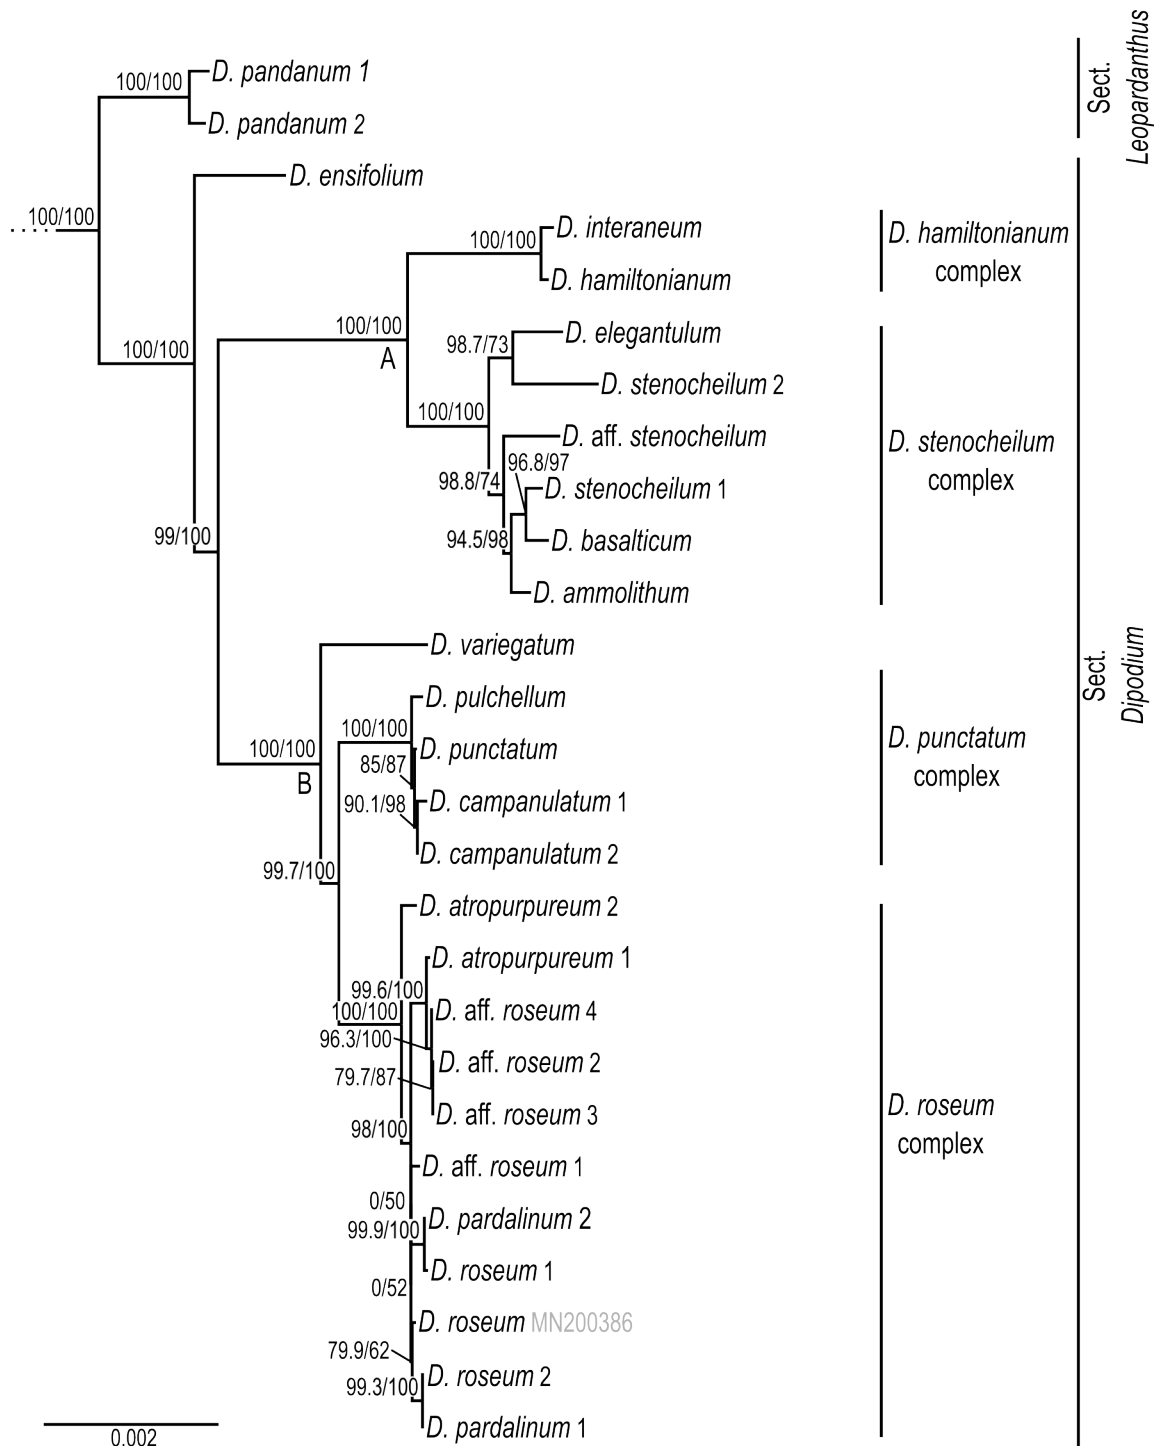 100/100
D. pandanum 1
D. pandanum 2
Sect.
Leopardanthus
D. ensifolium
100/100
D. interaneum
100/100
D. hamiltonianum
D. hamiltonianum
complex
D. elegantulum
100/100
98.7/73
A
100/100
D. stenocheilum 2
100/100
D. aff. stenocheilum
D. stenocheilum
complex
96.8/97
98.8/74
D. stenocheilum 1
99/100
94.5/98
D. basalticum
D. ammolithum
D. variegatum
Sect.
Dipodium
D. pulchellum
100/100
100/100
D. punctatum
D. punctatum
complex
85/87
B
90.1/98
D. campanulatum 1
D. campanulatum 2
99.7/100
D. atropurpureum 2
D. atropurpureum 1
99.6/100
100/100
D. aff. roseum 4
96.3/100
D. aff. roseum 2
79.7/87
D. aff. roseum 3
D. roseum
complex
98/100
D. aff. roseum 1
0/50
D. pardalinum 2
99.9/100
D. roseum 1
0/52
D. roseum MN200386
79.9/62
D. roseum 2
99.3/100
D. pardalinum 1
0.002